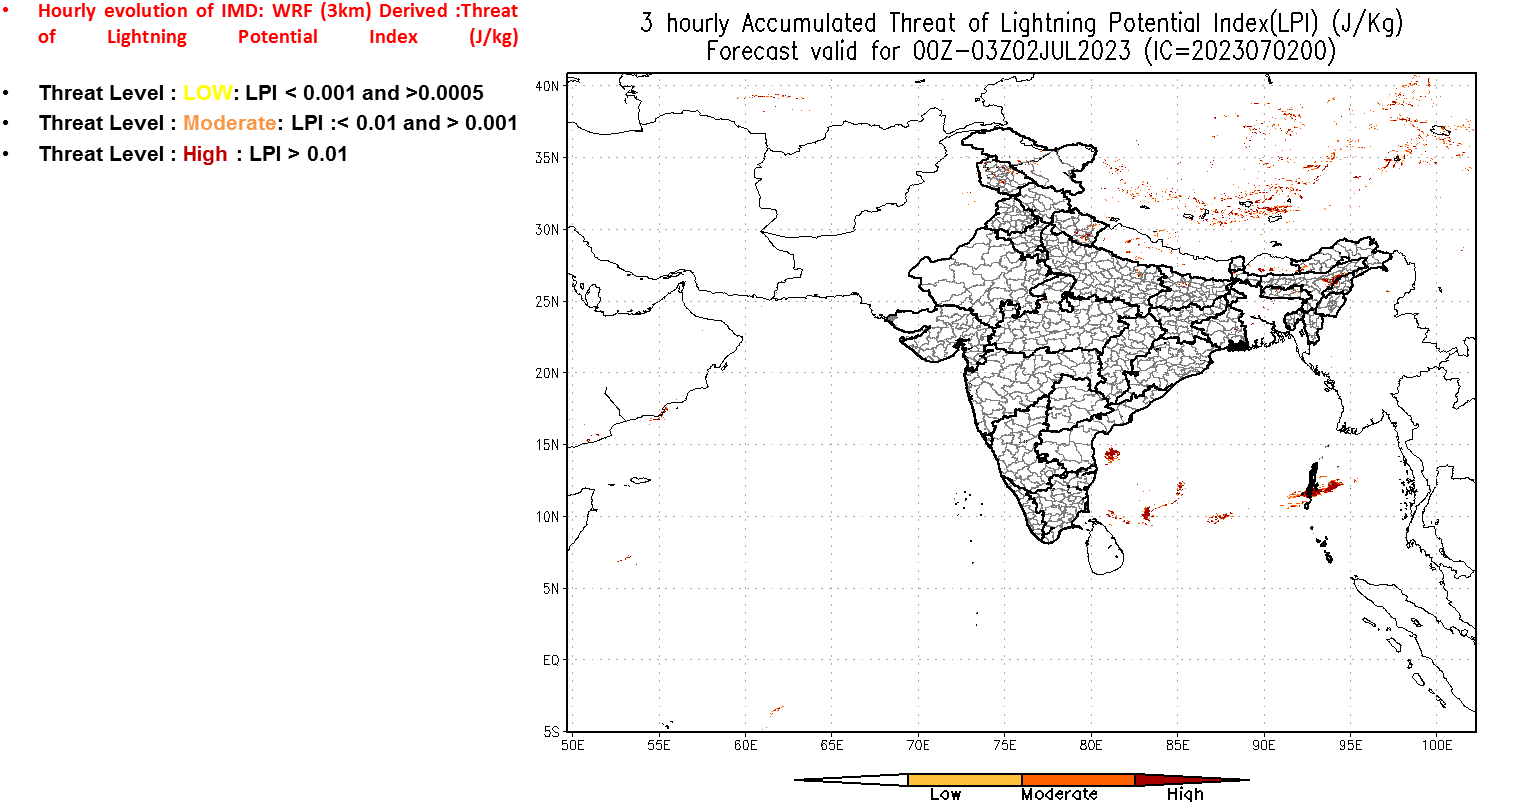 • Hourly evolution of IMD: WRF (3km) Derived :Threat
of Lightning Potential Index (J/kg)
• Threat Level : LOW: LPI < 0.001 and >0.0005
• Threat Level : Moderate: LPI :< 0.01 and > 0.001
• Threat Level : High : LPI > 0.01
3 hourly Accumulated Threat of Lightning Potential Index(LPI) (J/Kg)
Forecast valid for 00Z-03Z02JUL2023 (IC=2023070200)
40N
35N
30N
25N
20N
15N
10N
5N
EQ
5S
50E 55E 60E 65E 70E 75E 80E 85E 90E 95E 100E
Low Moderate High